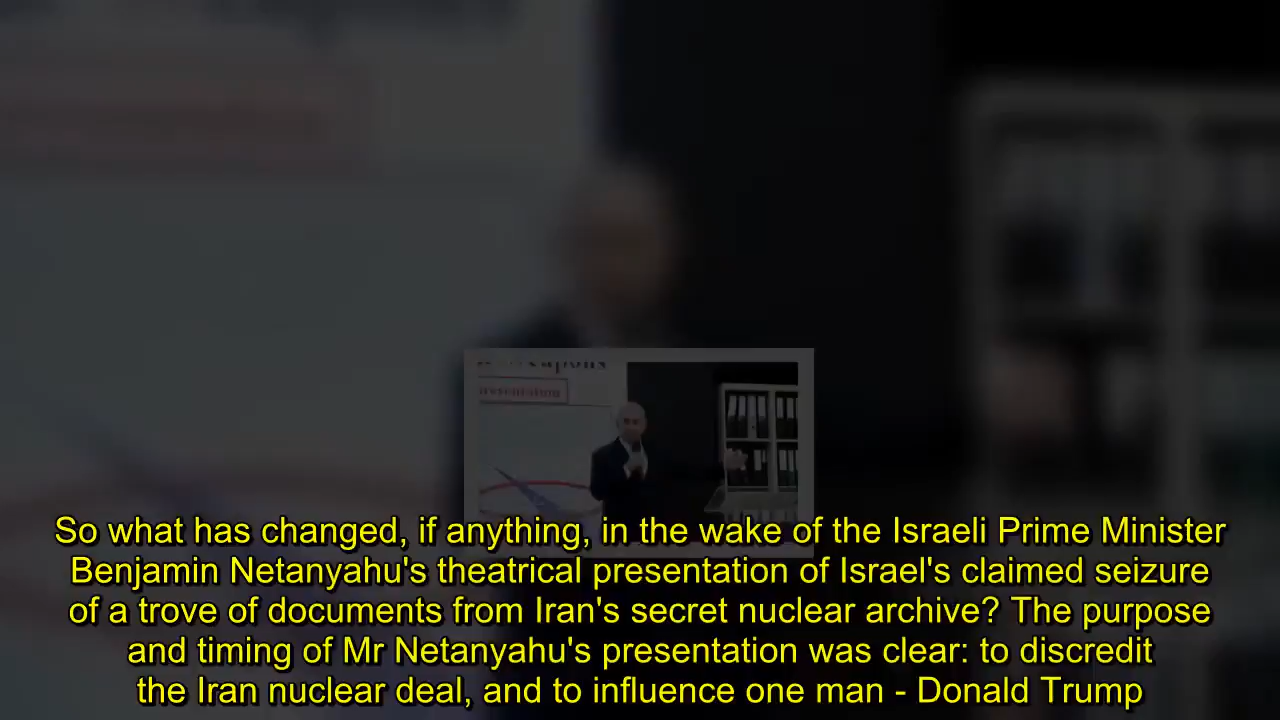 So what has changed, if anything, in the wake of the Israeli Prime Minister
Benjamin Netanyahu's theatrical presentation of Israel's claimed seizure
of a trove of documents from Iran's secret nuclear archive? The purpose
and timing of Mr Netanyahu's presentation was clear: to discredit
the Iran nuclear deal, and to influence one man - Donald Trump